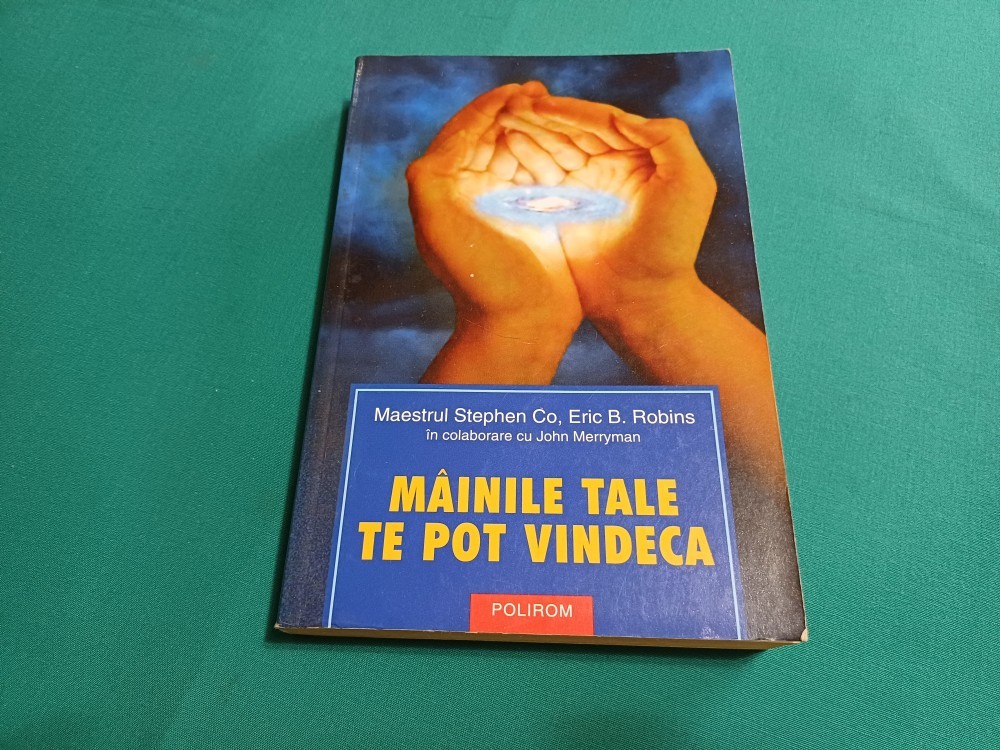 Maestrul Stephen Co, Eric B. Robins
în colaborare cu John Merryman
MÂINILE TALE
TE POT VINDECA
POLIROM